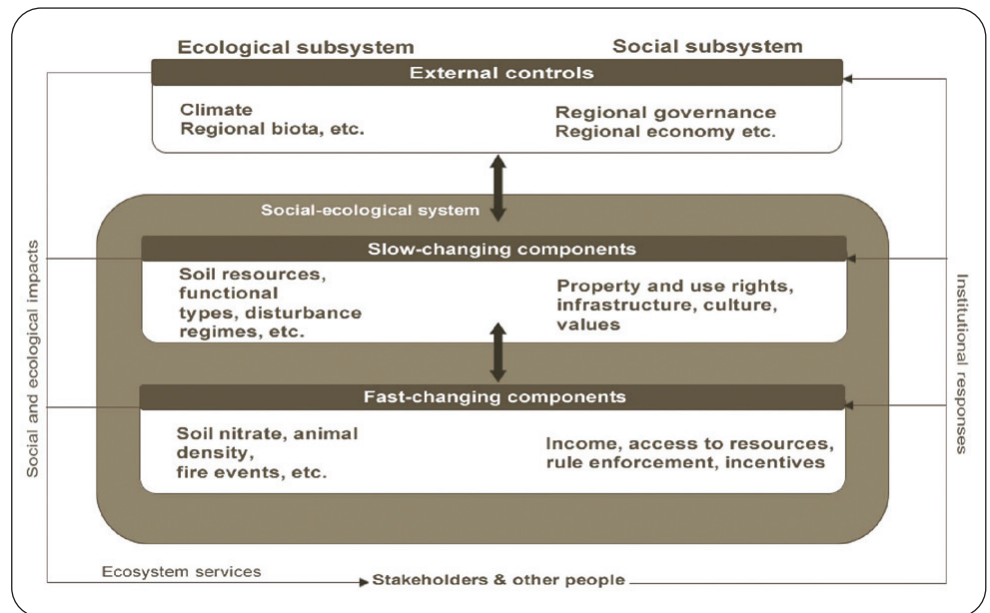 Ecological subsystem
Social subsystem
External controls
Climate
Regional biota, etc.
Regional governance
Regional economy etc.
Social-ecological system
Slow-changing components
Soil resources,
functional
types, disturbance
regimes, etc.
Property and use rights,
infrastructure, culture,
values
Fast-changing components
Soil nitrate, animal
density,
fire events, etc.
Income, access to resources,
rule enforcement, incentives
Social and ecological impacts
Institutional responses
Ecosystem services
Stakeholders & other people